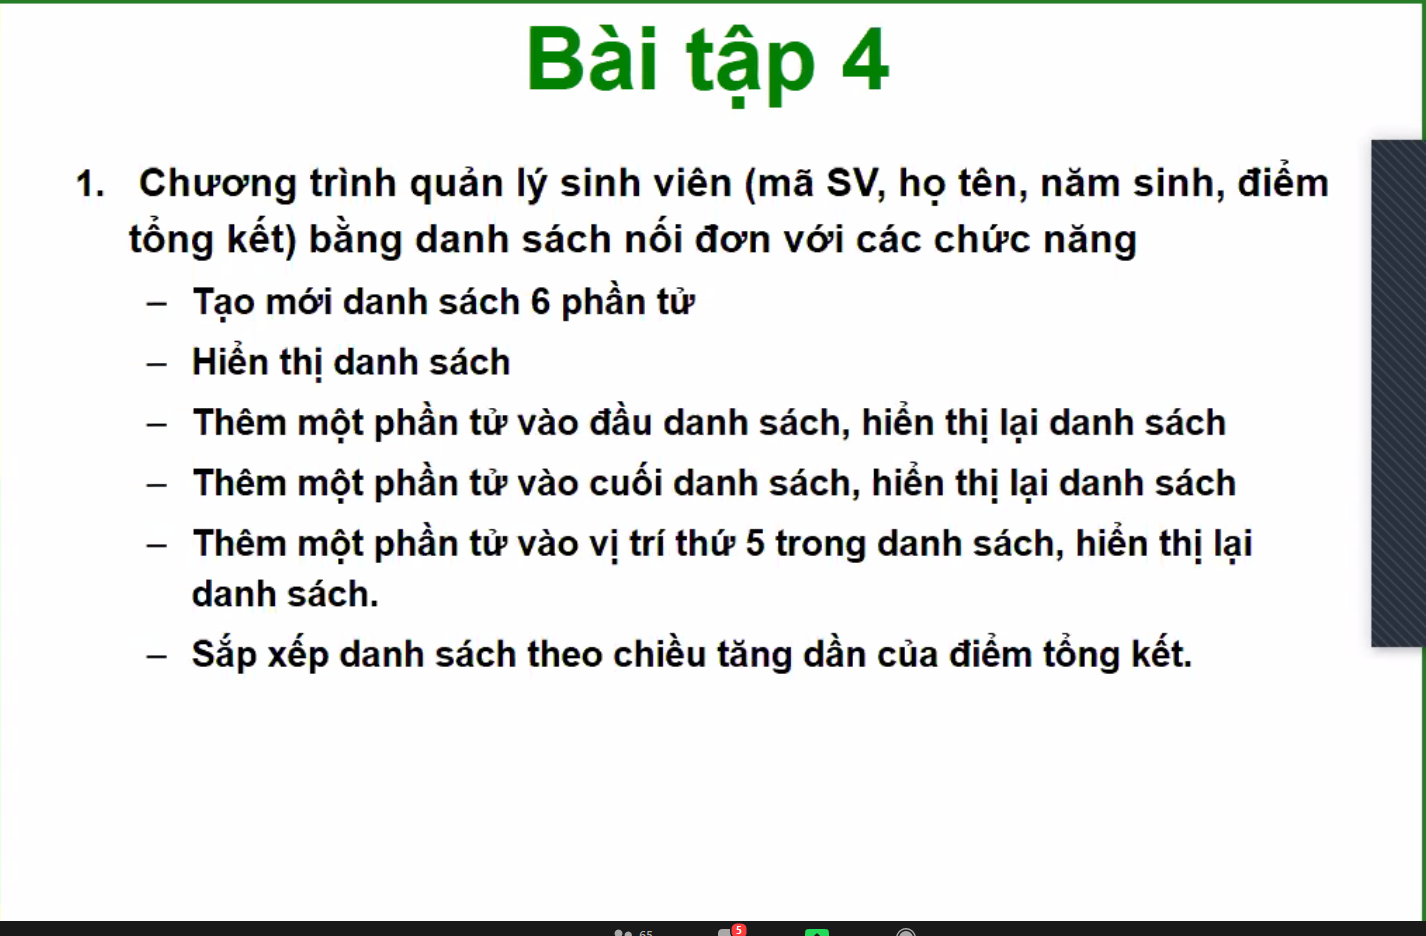 Bài tập 4
1. Chương trình quản lý sinh viên (mã SV, họ tên, năm sinh, điểm
tổng kết) bằng danh sách nối đơn với các chức năng
– Tạo mới danh sách 6 phần tử
– Hiển thị danh sách
– Thêm một phần tử vào đầu danh sách, hiển thị lại danh sách
– Thêm một phần tử vào cuối danh sách, hiển thị lại danh sách
– Thêm một phần tử vào vị trí thứ 5 trong danh sách, hiển thị lại
danh sách.
– Sắp xếp danh sách theo chiều tăng dần của điểm tổng kết.
65 5